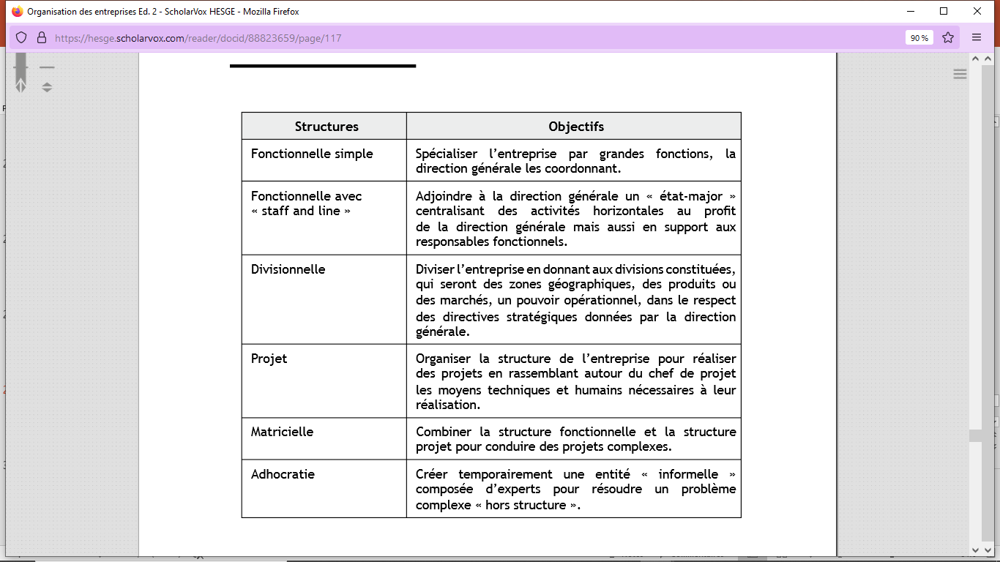 Organisation des entreprises Ed. 2 - ScholarVox HESGE - Mozilla Firefox
https://hesge.scholarvox.com/reader/docid/88823659/page/117
90 %
Structures
Objectifs
Fonctionnelle simple
Spécialiser l’entreprise par grandes fonctions, la
direction générale les coordonnant.
Fonctionnelle avec
« staff and line »
Adjoindre à la direction générale un « état-major »
centralisant des activités horizontales au profit
de la direction générale mais aussi en support aux
responsables fonctionnels.
Divisionnelle
Diviser l’entreprise en donnant aux divisions constituées,
qui seront des zones géographiques, des produits ou
des marchés, un pouvoir opérationnel, dans le respect
des directives stratégiques données par la direction
générale.
Projet
Organiser la structure de l’entreprise pour réaliser
des projets en rassemblant autour du chef de projet
les moyens techniques et humains nécessaires à leur
réalisation.
Matricielle
Combiner la structure fonctionnelle et la structure
projet pour conduire des projets complexes.
Adhocratie
Créer temporairement une entité « informelle »
composée d’experts pour résoudre un problème
complexe « hors structure ».